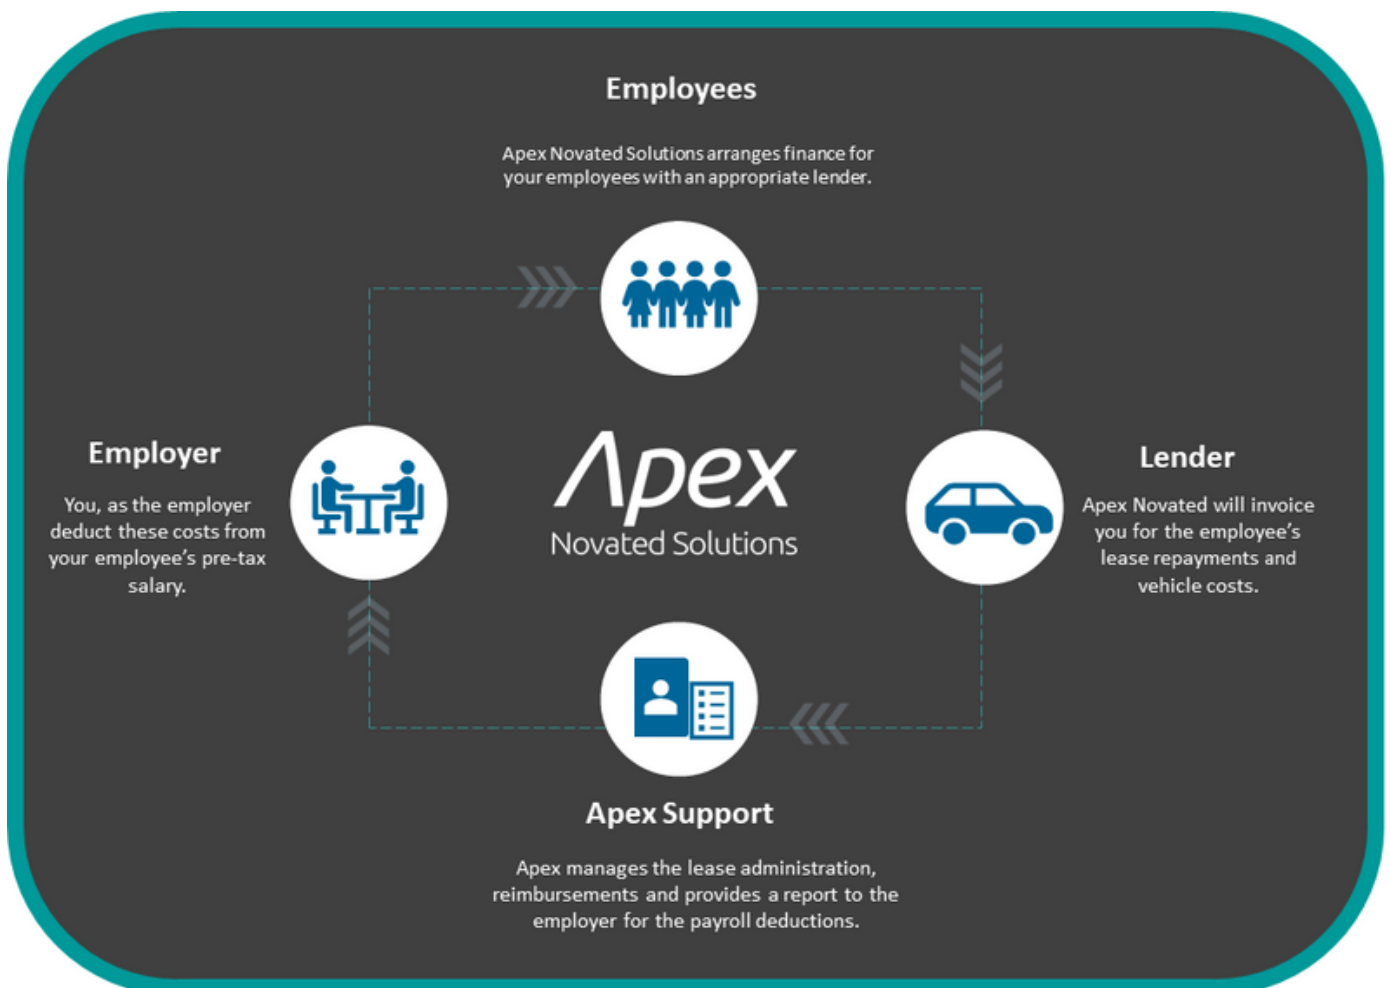 Employees
Apex Novated Solutions arranges finance for
your employees with an appropriate lender.
Employer
You, as the employer
deduct these costs from
your employee's pre-tax
salary.
Apex
Novated Solutions
Lender
Apex Novated will invoice
you for the employee's
lease repayments and
vehicle costs.
Apex Support
Apex manages the lease administration,
reimbursements and provides a report to the
employer for the payroll deductions.